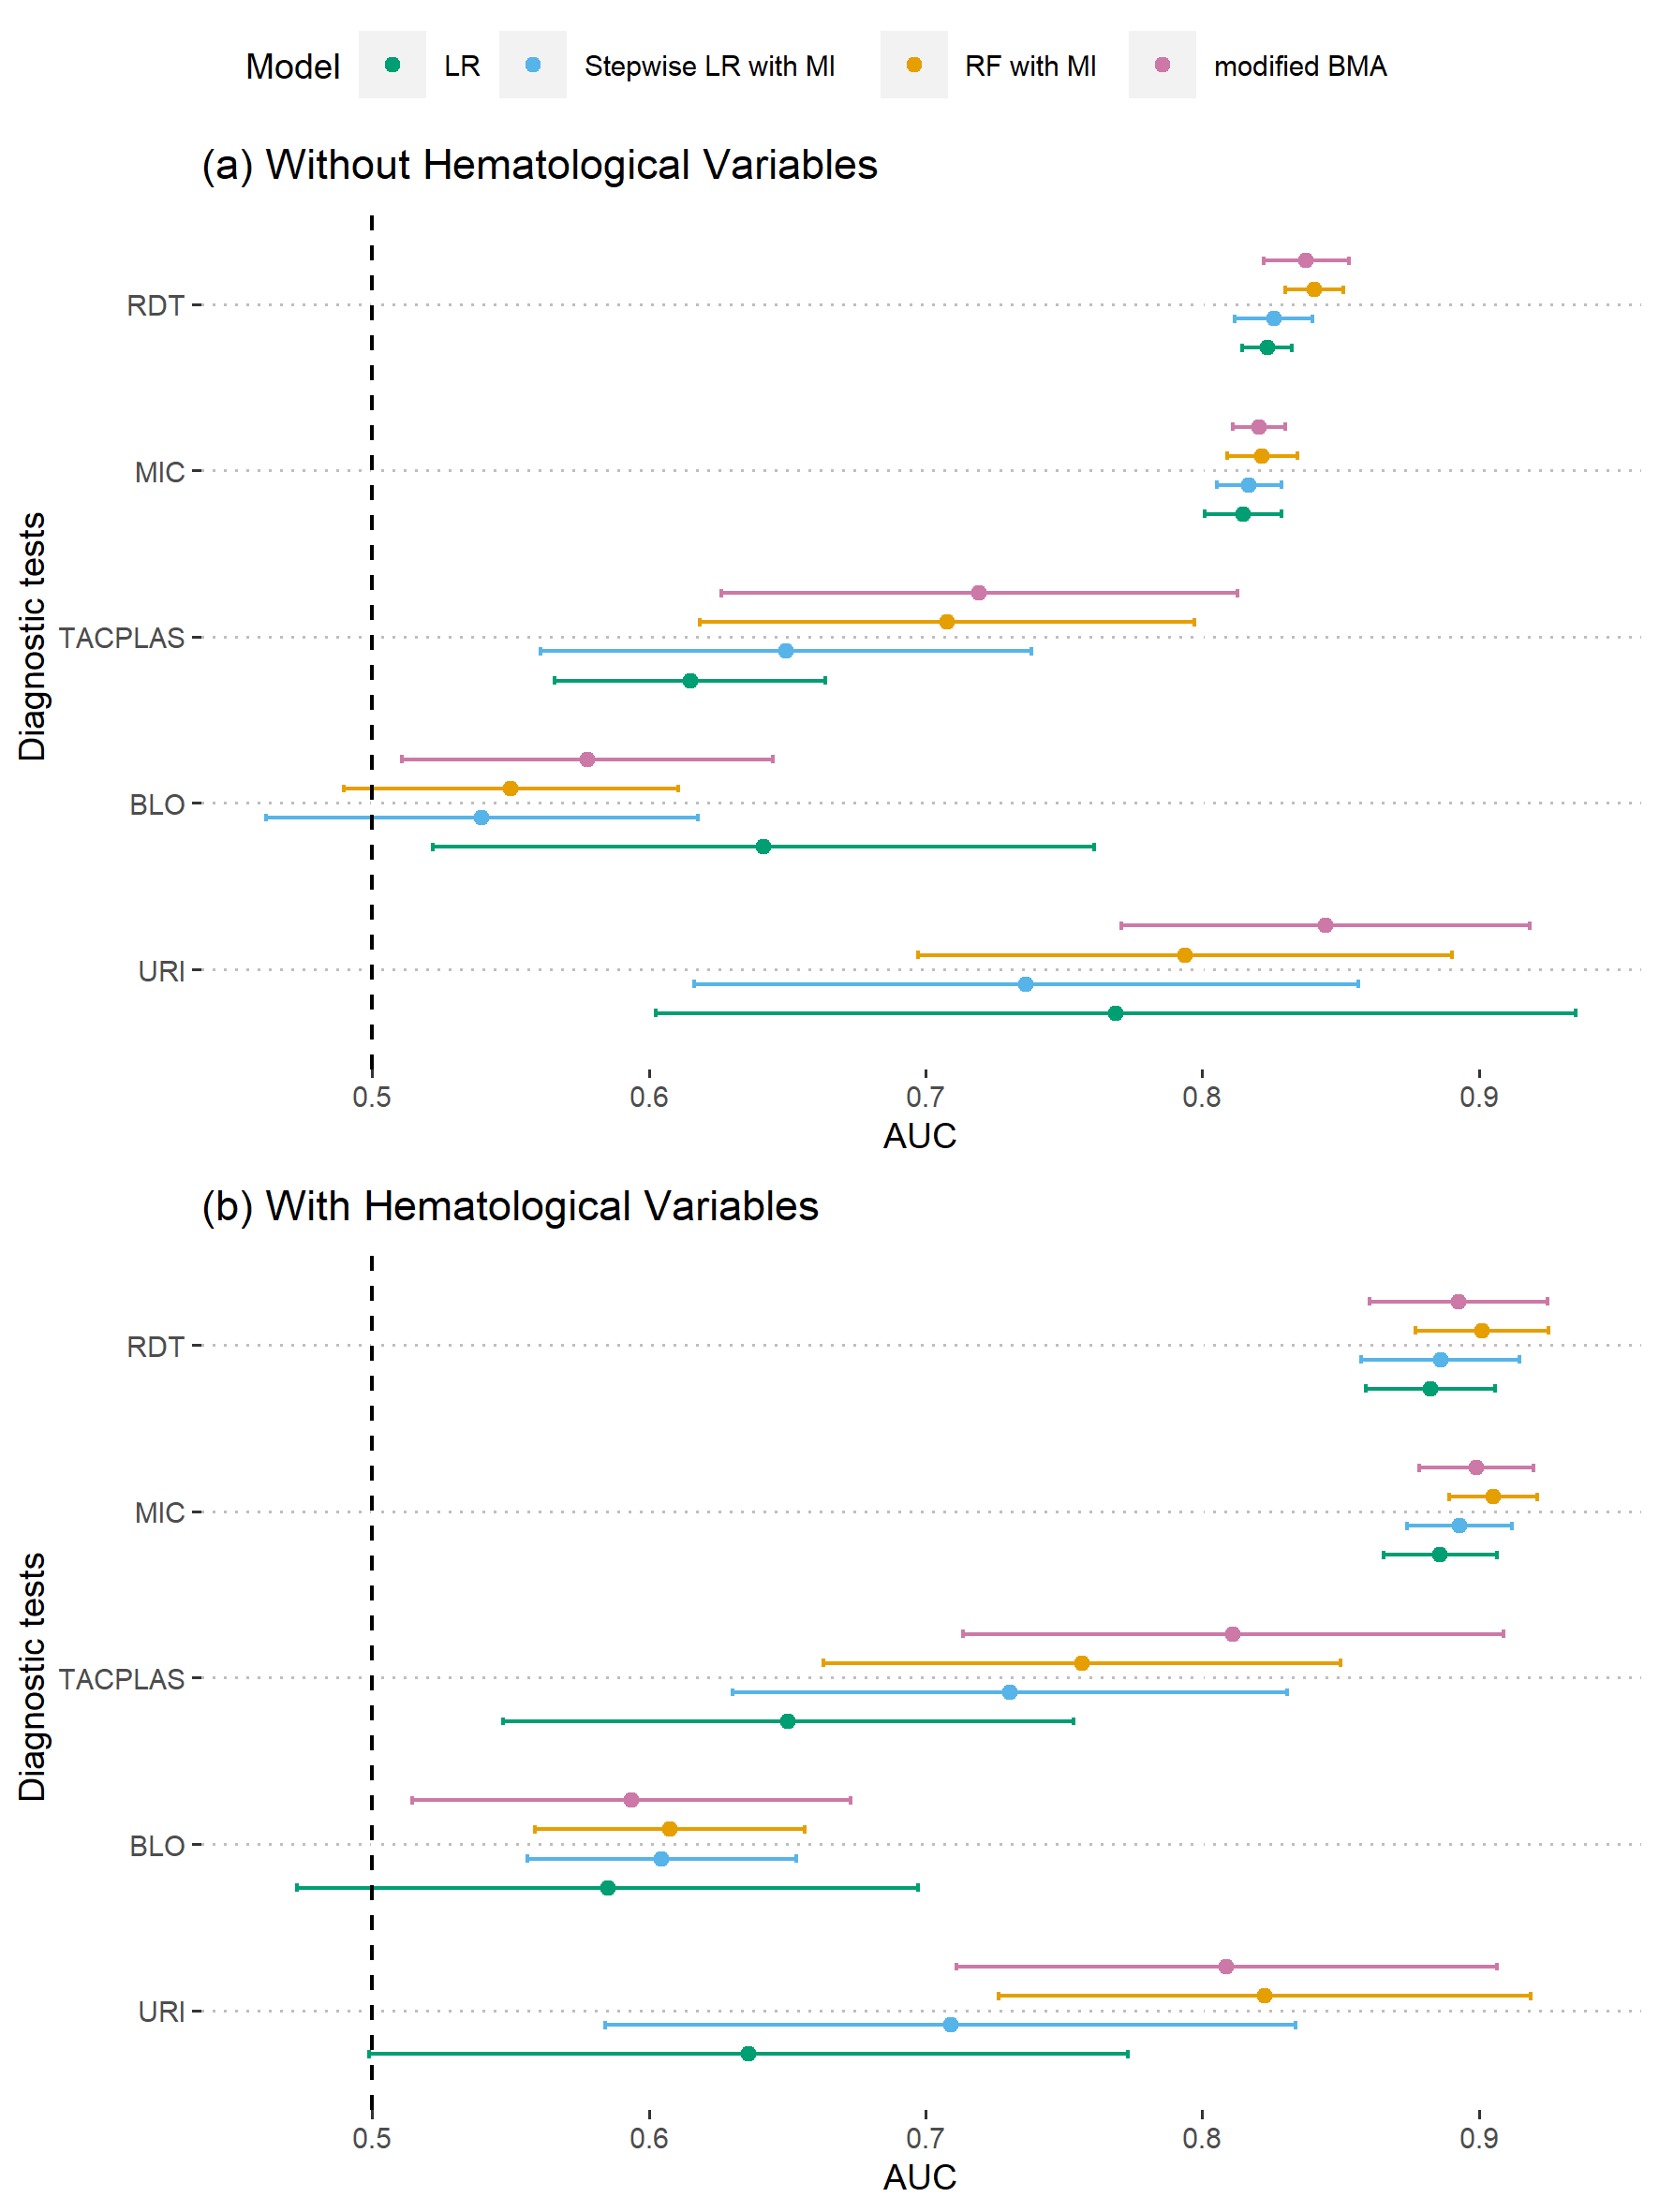 Model LR Stepwise LR with MI RF with MI modified BMA
(a) Without Hematological Variables
Diagnostic tests
RDT
MIC
TACPLAS
BLO
URI
0.5 0.6 0.7 0.8 0.9
AUC
(b) With Hematological Variables
Diagnostic tests
RDT
MIC
TACPLAS
BLO
URI
0.5 0.6 0.7 0.8 0.9
AUC